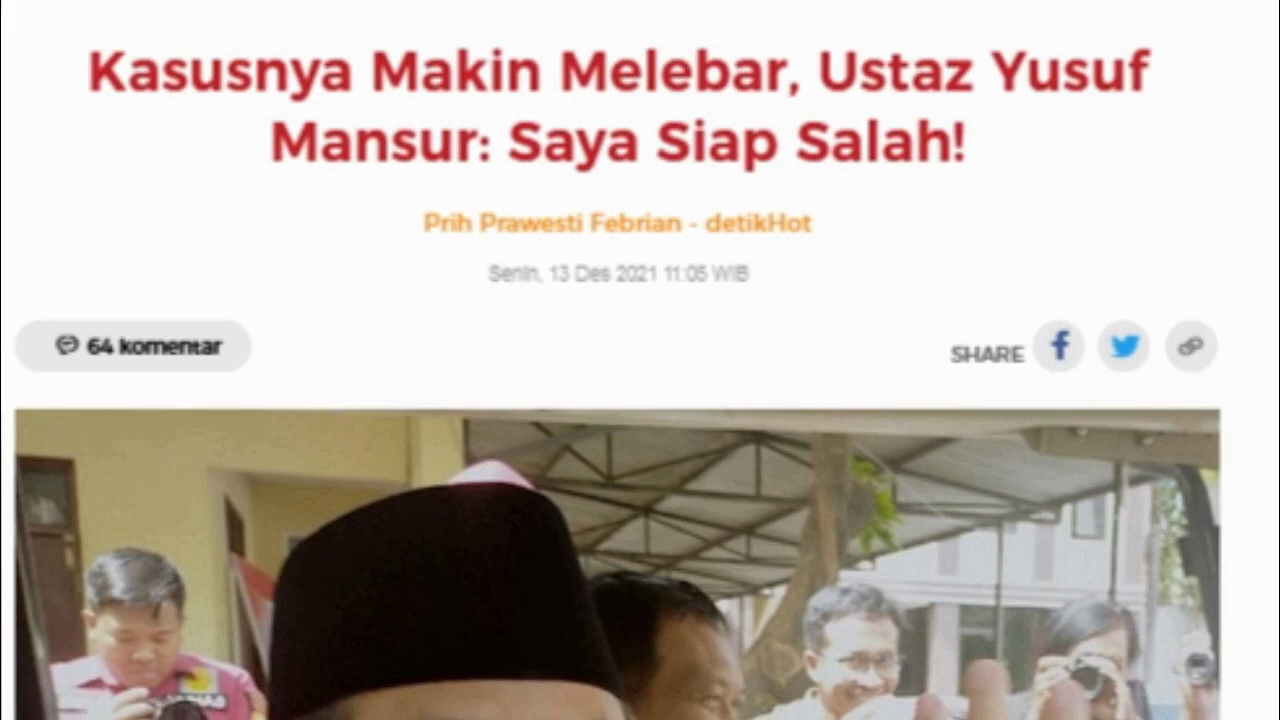 Kasusnya Makin Melebar, Ustaz Yusuf
Mansur: Saya Siap Salah!
Prih Prawesti Febrian - detikHot
Senin, 13 Des 2021 11:05 WIB
64 komentar
SHARE